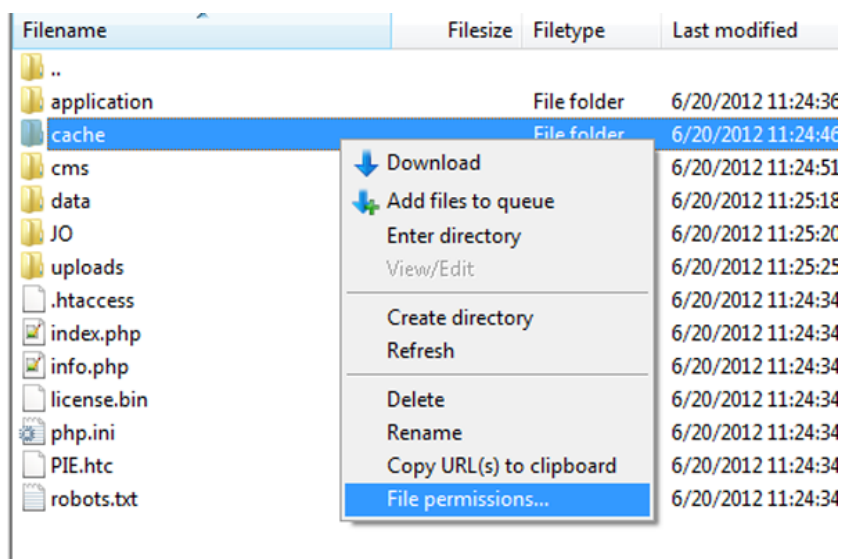 Filename Filesize Filetype Last modified
..
application File folder 6/20/2012 11:24:36
cache File folder 6/20/2012 11:24:46
cms 6/20/2012 11:24:51
data 6/20/2012 11:25:18
JO 6/20/2012 11:25:20
uploads 6/20/2012 11:25:25
.htaccess 6/20/2012 11:24:34
index.php 6/20/2012 11:24:34
info.php 6/20/2012 11:24:34
license.bin 6/20/2012 11:24:34
php.ini 6/20/2012 11:24:34
PIE.htc 6/20/2012 11:24:34
robots.txt 6/20/2012 11:24:34
Download
Add files to queue
Enter directory
View/Edit
Create directory
Refresh
Delete
Rename
Copy URL(s) to clipboard
File permissions...